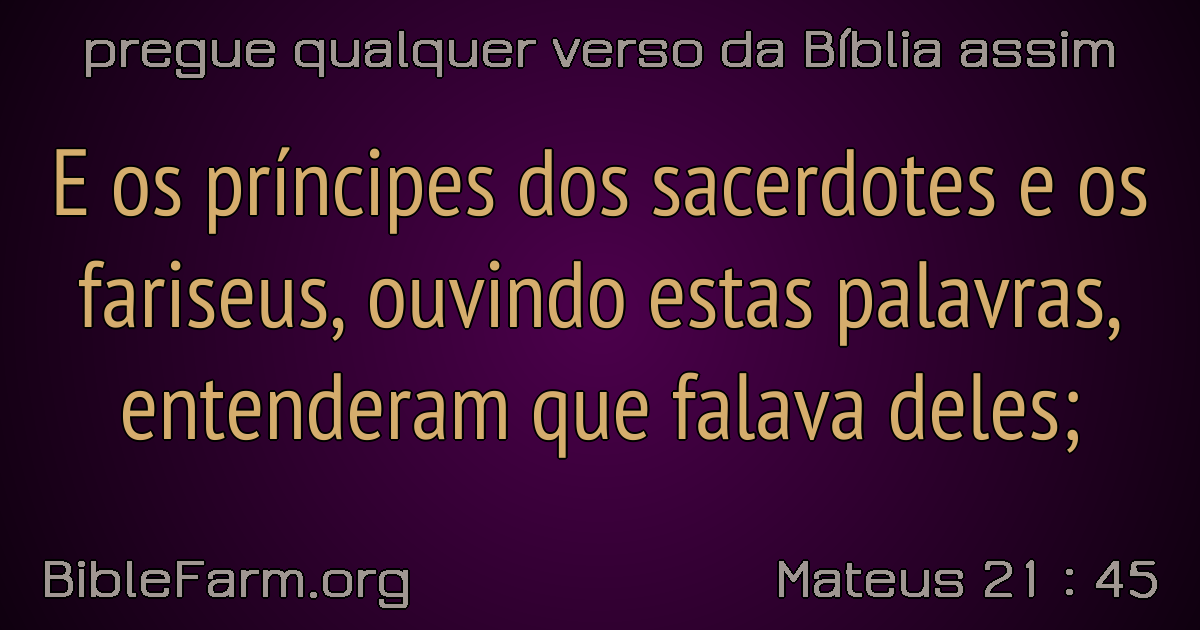 pregue qualquer verso da Bíblia assim
E os príncipes dos sacerdotes e os
fariseus, ouvindo estas palavras,
entenderam que falava deles;
BibleFarm.org
Mateus 21 : 45